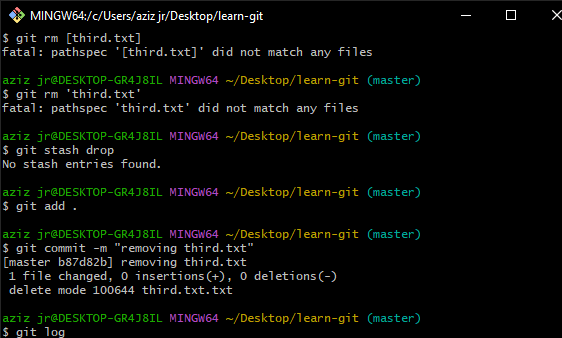 MINGW64:/c/Users/aziz jr/Desktop/learn-git
$ git rm [third.txt]
fatal: pathspec '[third.txt]' did not match any files
aziz jr@DESKTOP-GR4J8IL MINGW64 ~/Desktop/learn-git (master)
$ git rm 'third.txt'
fatal: pathspec 'third.txt' did not match any files
aziz jr@DESKTOP-GR4J8IL MINGW64 ~/Desktop/learn-git (master)
$ git stash drop
No stash entries found.
aziz jr@DESKTOP-GR4J8IL MINGW64 ~/Desktop/learn-git (master)
$ git add .
aziz jr@DESKTOP-GR4J8IL MINGW64 ~/Desktop/learn-git (master)
$ git commit -m "removing third.txt"
[master b87d82b] removing third.txt
 1 file changed, 0 insertions(+), 0 deletions(-)
 delete mode 100644 third.txt.txt
aziz jr@DESKTOP-GR4J8IL MINGW64 ~/Desktop/learn-git (master)
$ git log